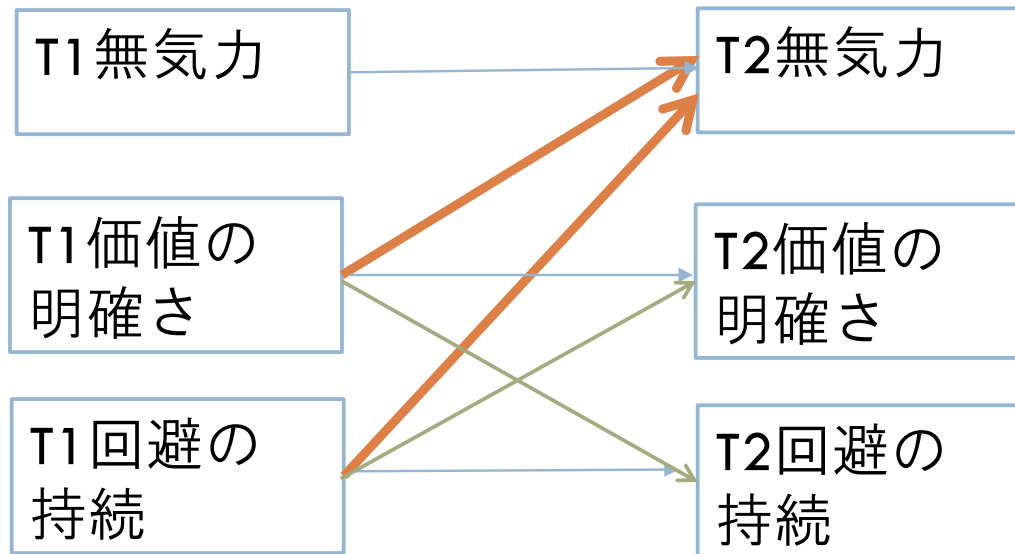 T1無気力
T2無気力
T1価値の
明確さ
T2価値の
明確さ
T1回避の
持続
T2回避の
持続